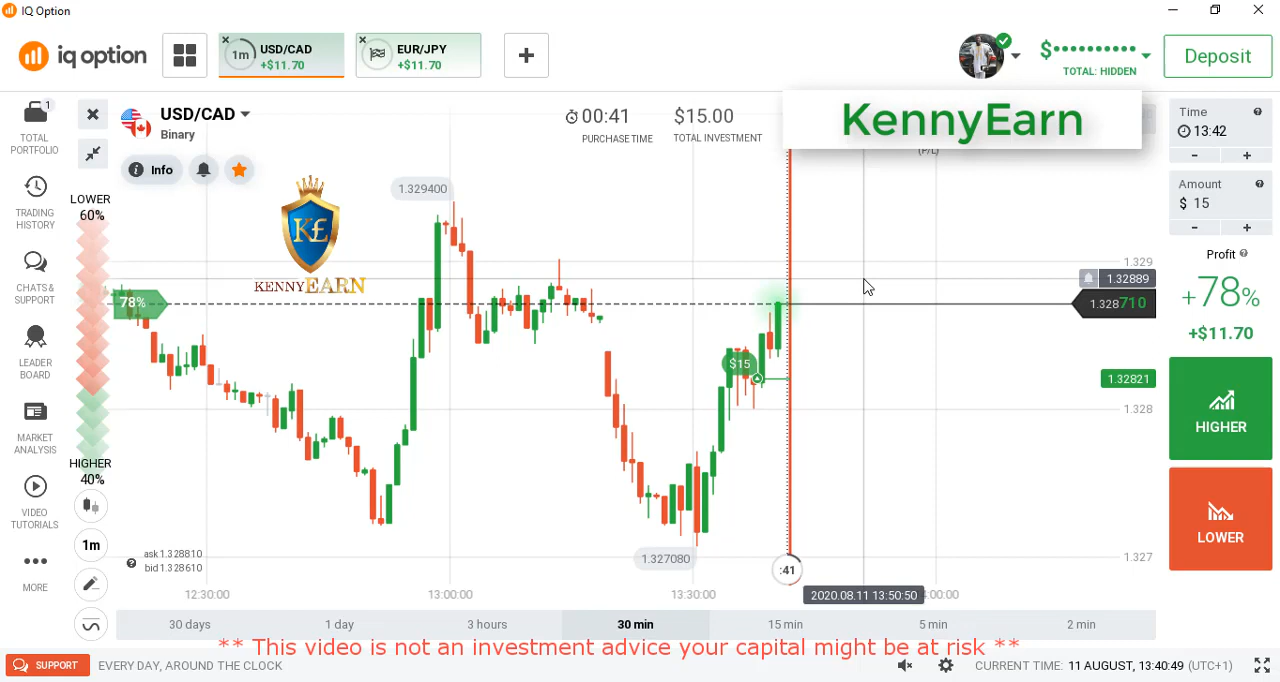 IQ Option
iq option
1m
USD/CAD
+$11.70
EUR/JPY
+$11.70
+
$••••••••••
TOTAL: HIDDEN
Deposit
1
TOTAL
PORTFOLIO
TRADING
HISTORY
CHATS &
SUPPORT
LEADER
BOARD
MARKET
ANALYSIS
VIDEO
TUTORIALS
MORE
USD/CAD
Binary
Info
00:41
PURCHASE TIME
$15.00
TOTAL INVESTMENT
KennyEarn
(P/L)
LOWER
60%
HIGHER
40%
1m
KE
KENNYEARN
78%
1.329400
$15
1.327080
:41
1.329
1.32889
1.328710
1.32821
1.328
1.327
ask 1.328810
bid 1.328610
12:30:00
13:00:00
13:30:00
2020.08.11 13:50:50
4:00:00
30 days
1 day
3 hours
30 min
15 min
5 min
2 min
Time
13:42
- +
Amount
$ 15
- +
Profit
+78%
+$11.70
HIGHER
LOWER
** This video is not an investment advice your capital might be at risk **
SUPPORT
EVERY DAY, AROUND THE CLOCK
CURRENT TIME: 11 AUGUST, 13:40:49 (UTC+1)